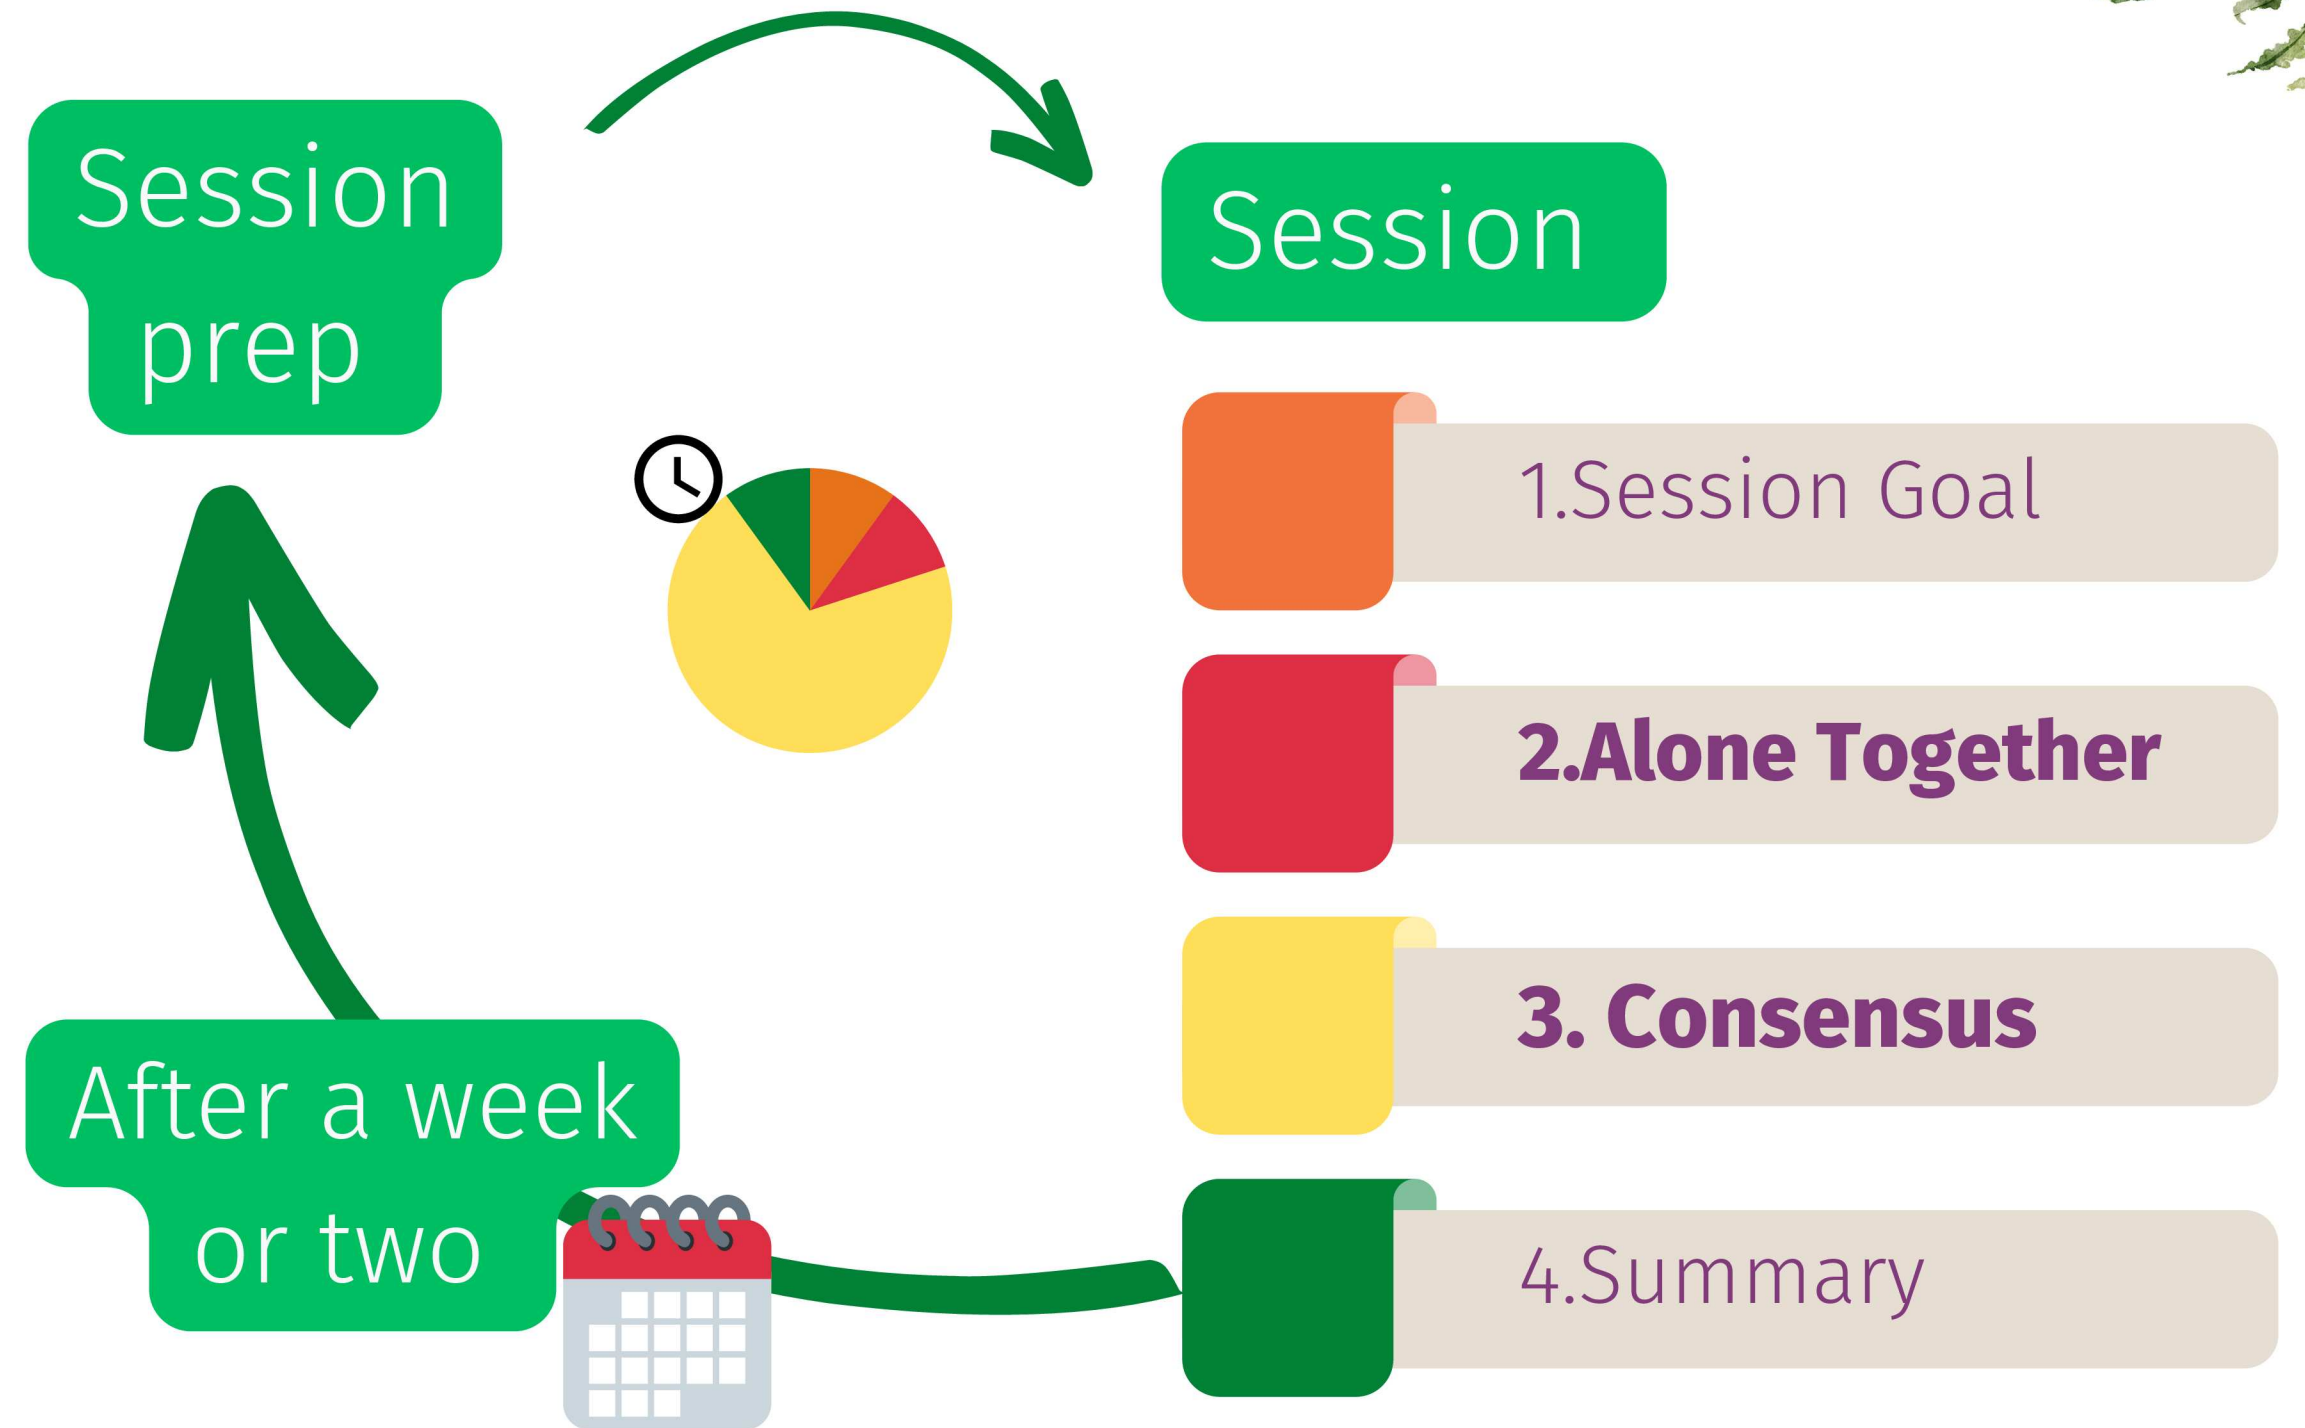 Session
prep
Session
1.Session Goal
2.Alone Together
3. Consensus
4.Summary
After a week
or two